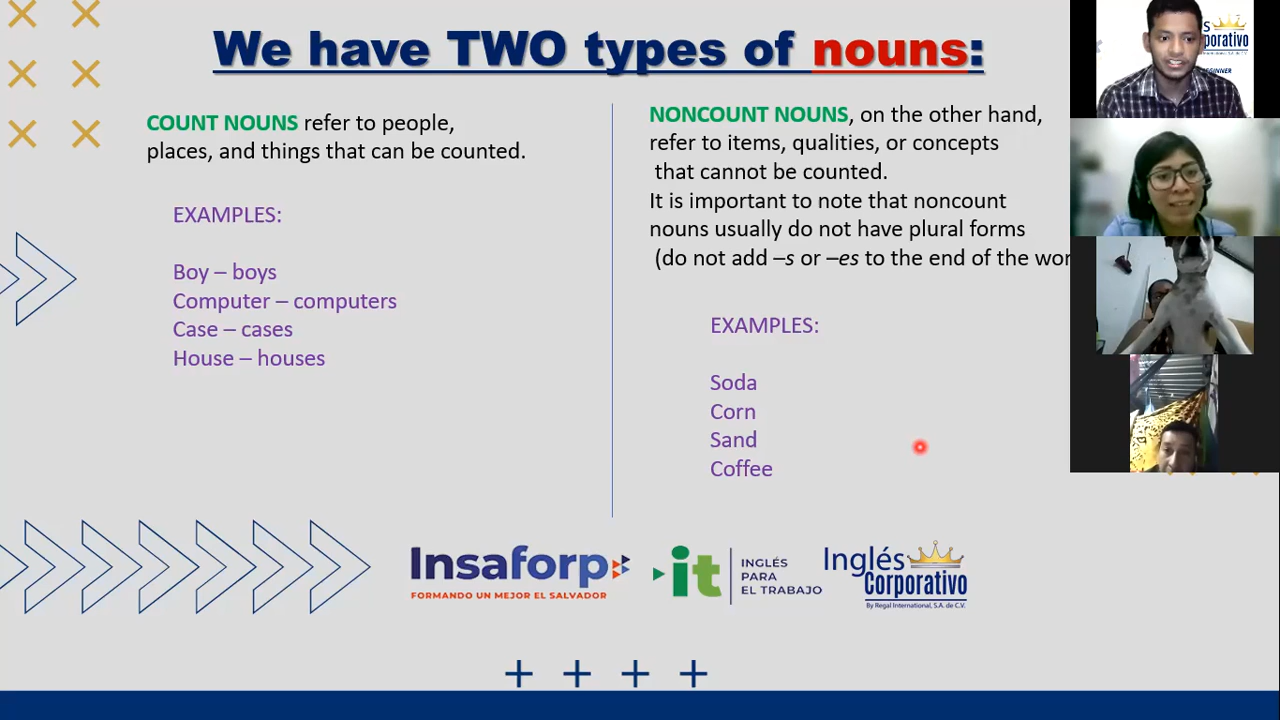 We have TWO types of nouns:
COUNT NOUNS refer to people,
places, and things that can be counted.
EXAMPLES:
Boy – boys
Computer – computers
Case – cases
House – houses
NONCOUNT NOUNS, on the other hand,
refer to items, qualities, or concepts
that cannot be counted.
It is important to note that noncount
nouns usually do not have plural forms
(do not add –s or –es to the end of the wor
EXAMPLES:
Soda
Corn
Sand
Coffee
Insaforp
FORMANDO UN MEJOR EL SALVADOR
it
INGLÉS
PARA
EL TRABAJO
Inglés
Corporativo
By Regal International, S.A. de C.V.